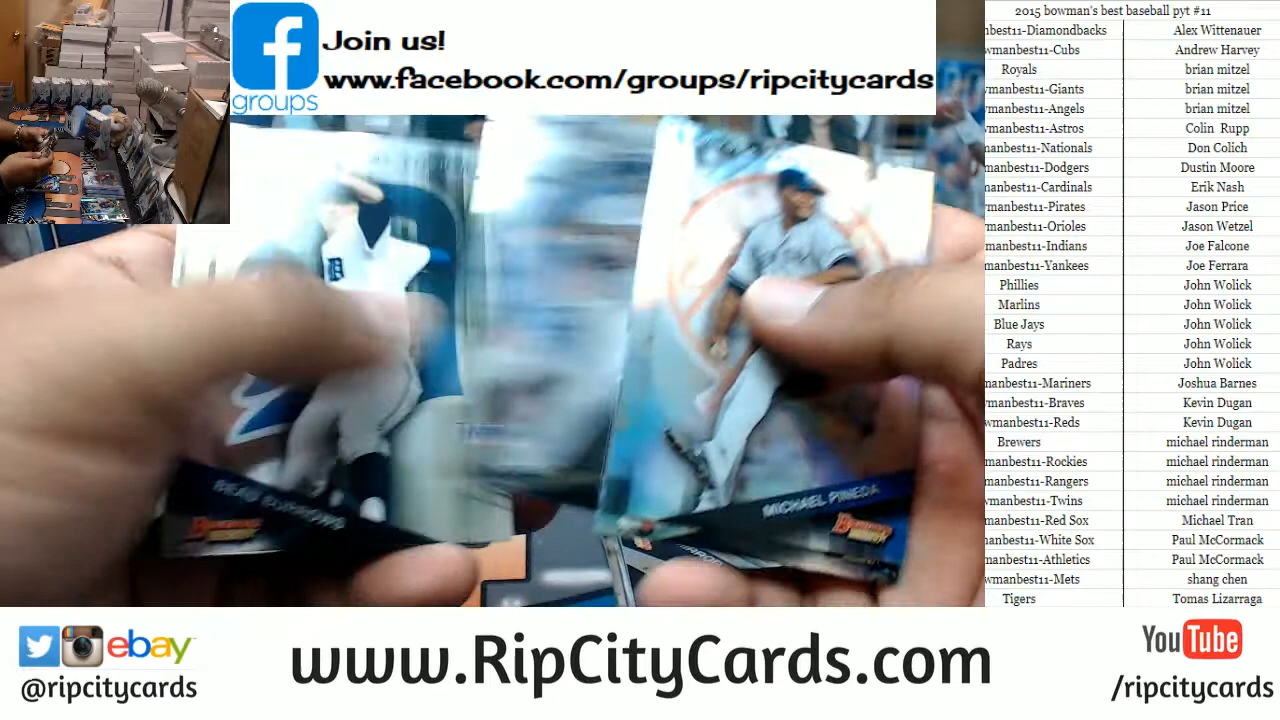 Join us!
www.facebook.com/groups/ripcitycards
groups
2015 bowman's best baseball pyt #11
nbest11-Diamondbacks Alex Wittenauer
wmanbest11-Cubs Andrew Harvey
Royals brian mitzel
wmanbest11-Giants brian mitzel
manbest11-Angels brian mitzel
manbest11-Astros Colin Rupp
nanbest11-Nationals Don Colich
manbest11-Dodgers Dustin Moore
manbest11-Cardinals Erik Nash
manbest11-Pirates Jason Price
manbest11-Orioles Jason Wetzel
manbest11-Indians Joe Falcone
manbest11-Yankees Joe Ferrara
Phillies John Wolick
Marlins John Wolick
Blue Jays John Wolick
Rays John Wolick
Padres John Wolick
manbest11-Mariners Joshua Barnes
manbest11-Braves Kevin Dugan
wmanbest11-Reds Kevin Dugan
Brewers michael rinderman
manbest11-Rockies michael rinderman
manbest11-Rangers michael rinderman
wmanbest11-Twins michael rinderman
manbest11-Red Sox Michael Tran
manbest11-White Sox Paul McCormack
manbest11-Athletics Paul McCormack
wmanbest11-Mets shang chen
Tigers Tomas Lizarraga
D
BEAU BURROWS
MICHAEL PINEDA
ebay
@ripcitycards
www.RipCityCards.com
YouTube
/ripcitycards